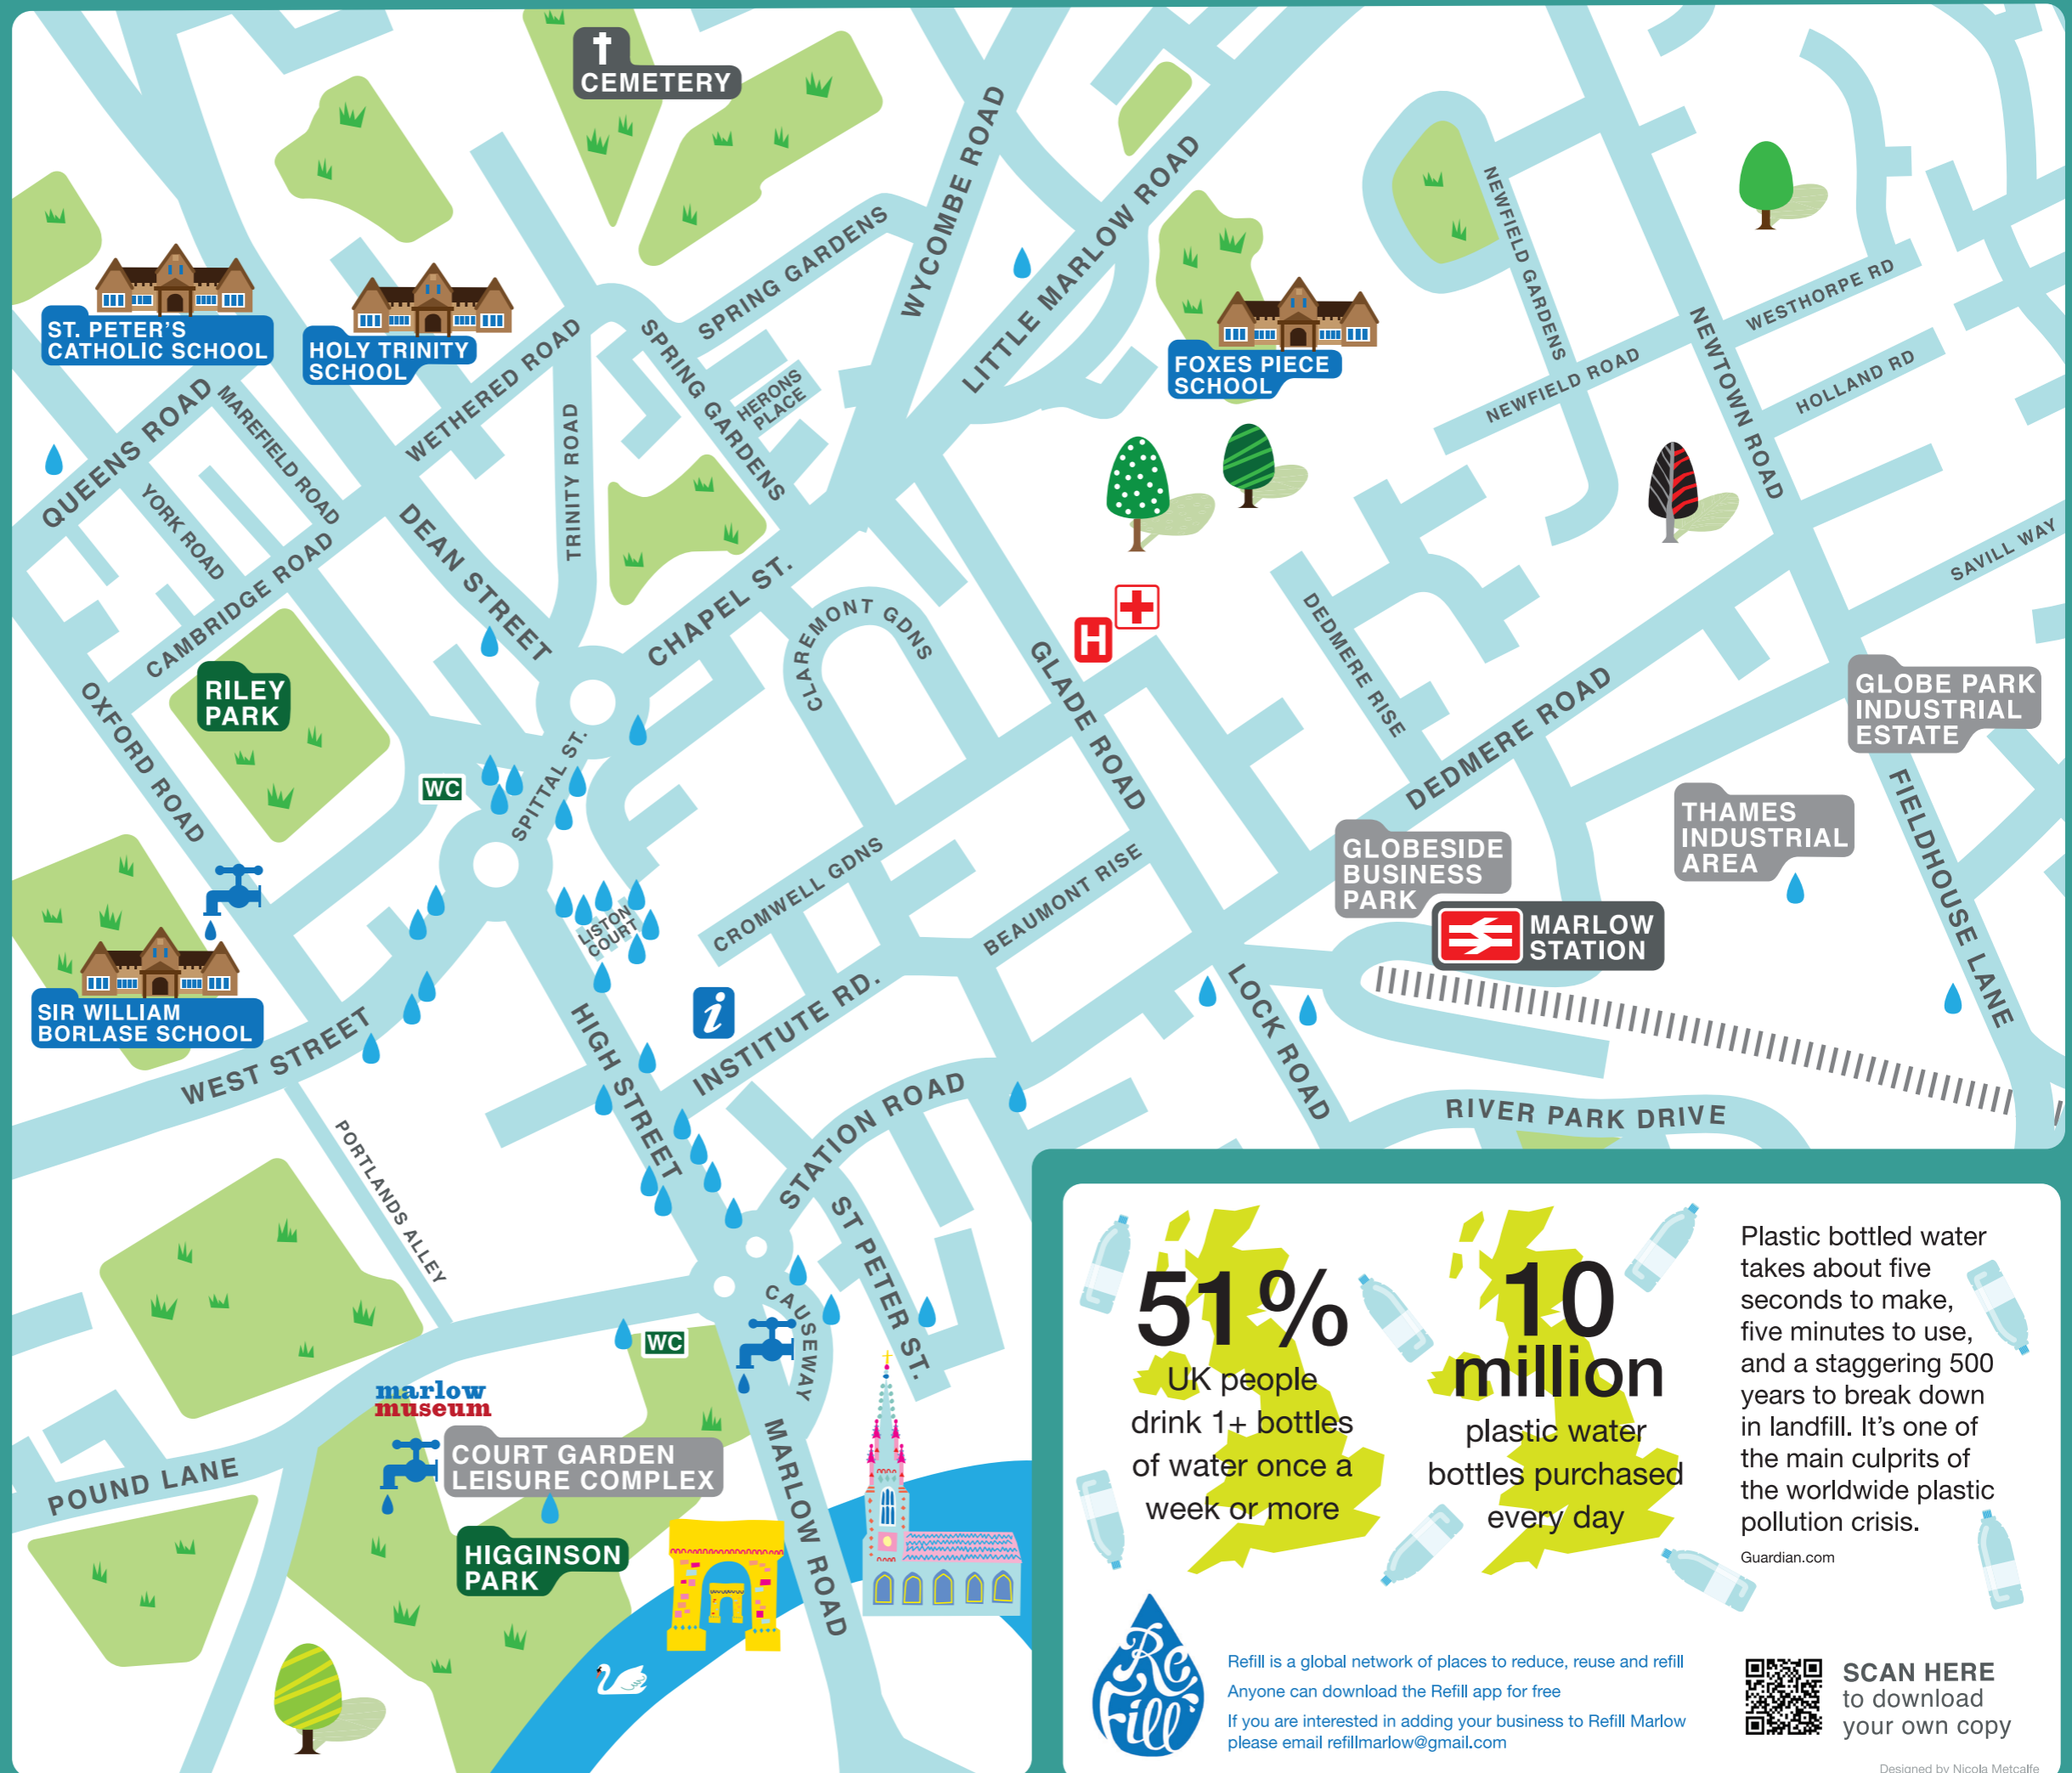 CEMETERY
WYCOMBE ROAD
LITTLE MARLOW ROAD
SPRING GARDENS
NEWFIELD GARDENS
WESTHORPE RD
ST. PETER'S
CATHOLIC SCHOOL
HOLY TRINITY
SCHOOL
FOXES PIECE
SCHOOL
NEWFIELD ROAD
NEWTOWN ROAD
HOLLAND RD
QUEENS ROAD
MAREFIELD ROAD
WETHERED ROAD
TRINITY ROAD
SPRING GARDENS
HERONS
PLACE
YORK ROAD
CAMBRIDGE ROAD
DEAN STREET
CHAPEL ST.
CLAREMONT GDNS
H
GLADE ROAD
DEDMERE RISE
DEDMERE ROAD
SAVILL WAY
RILEY
PARK
OXFORD ROAD
WC
SPITTAL ST.
GLOBE PARK
INDUSTRIAL
ESTATE
THAMES
INDUSTRIAL
AREA
FIELDHOUSE LANE
GLOBESIDE
BUSINESS
PARK
MARLOW
STATION
LISTON
COURT
CROMWELL GDNS
BEAUMONT RISE
SIR WILLIAM
BORLASE SCHOOL
WEST STREET
HIGH STREET
i
INSTITUTE RD.
LOCK ROAD
STATION ROAD
RIVER PARK DRIVE
PORTLANDS ALLEY
ST PETER ST.
CAUSEWAY
WC
marlow
museum
COURT GARDEN
LEISURE COMPLEX
POUND LANE
MARLOW ROAD
HIGGINSON
PARK
51%
UK people
drink 1+ bottles
of water once a
week or more
10
million
plastic water
bottles purchased
every day
Plastic bottled water
takes about five
seconds to make,
five minutes to use,
and a staggering 500
years to break down
in landfill. It's one of
the main culprits of
the worldwide plastic
pollution crisis.
Guardian.com
Re
fill
Refill is a global network of places to reduce, reuse and refill
Anyone can download the Refill app for free
If you are interested in adding your business to Refill Marlow
please email refillmarlow@gmail.com
SCAN HERE
to download
your own copy
Designed by Nicola Metcalfe